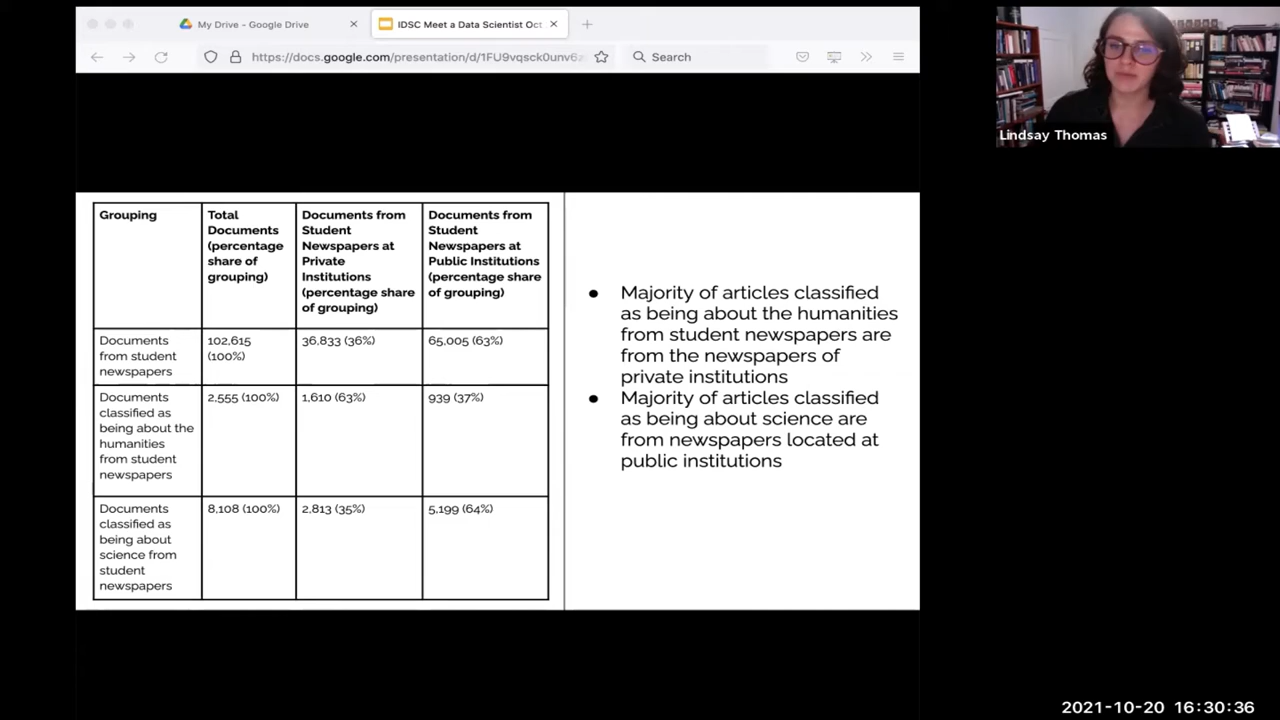 My Drive - Google Drive
IDSC Meet a Data Scientist Oct
https://docs.google.com/presentation/d/1FU9vqsck0unv6
Search
Lindsay Thomas
Grouping
Total
Documents
(percentage
share of
grouping)
Documents from
Student
Newspapers at
Private
Institutions
(percentage share
of grouping)
Documents from
Student
Newspapers at
Public Institutions
(percentage share
of grouping)
Documents
from student
newspapers
102,615
(100%)
36,833 (36%)
65,005 (63%)
Documents
classified as
being about the
humanities
from student
newspapers
2,555 (100%)
1,610 (63%)
939 (37%)
Documents
classified as
being about
science from
student
newspapers
8,108 (100%)
2,813 (35%)
5,199 (64%)
● Majority of articles classified
as being about the humanities
from student newspapers are
from the newspapers of
private institutions
● Majority of articles classified
as being about science are
from newspapers located at
public institutions
2021-10-20 16:30:36